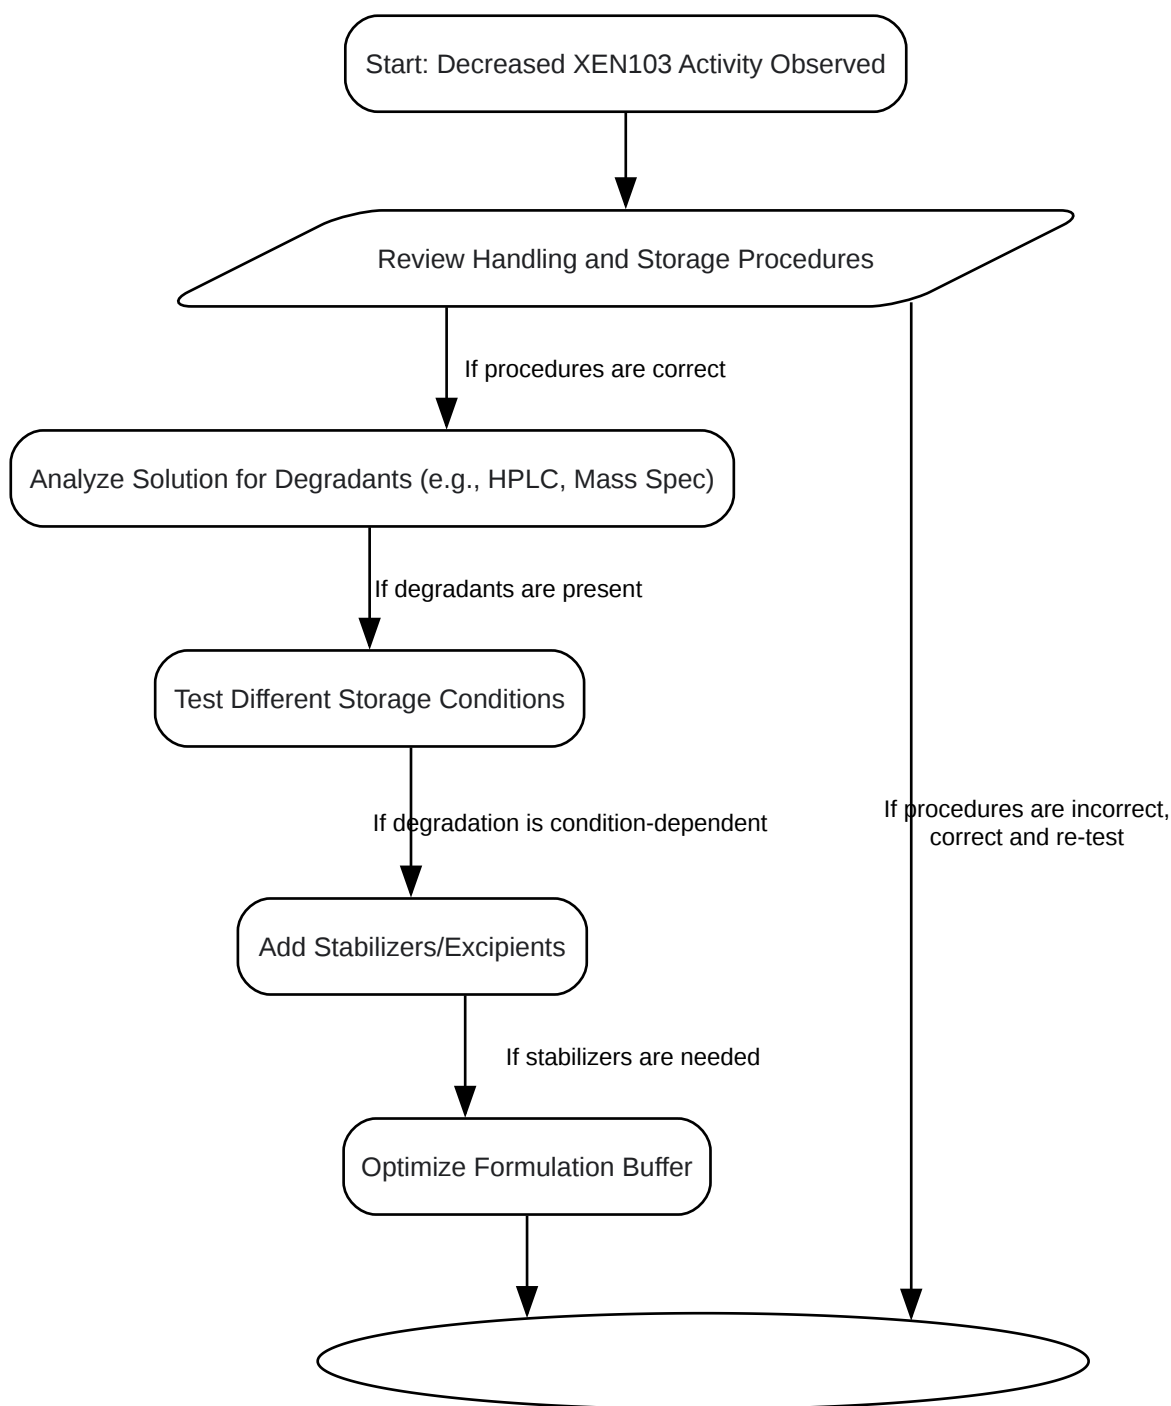 Start: Decreased XEN103 Activity Observed
Review Handling and Storage Procedures
If procedures are correct
Analyze Solution for Degradants (e.g., HPLC, Mass Spec)
If degradants are present
Test Different Storage Conditions
If degradation is condition-dependent
If procedures are incorrect,
correct and re-test
Add Stabilizers/Excipients
If stabilizers are needed
Optimize Formulation Buffer